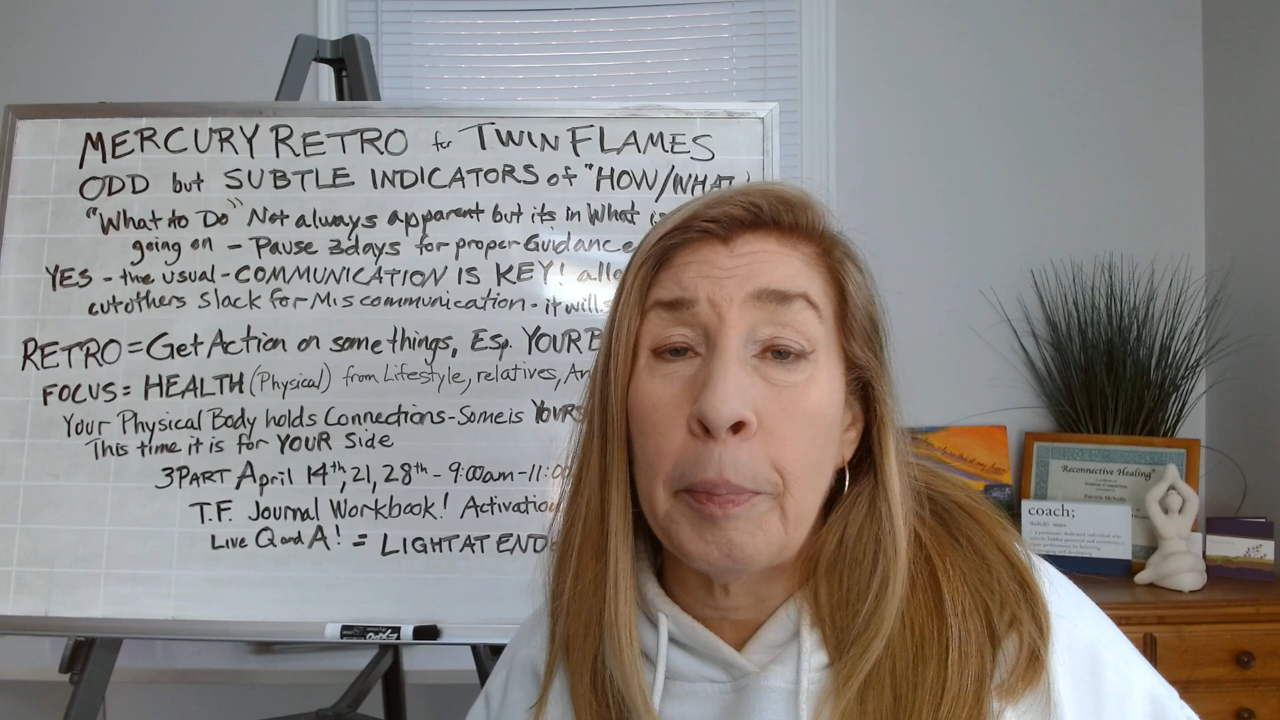 MERCURY RETRO for TWIN FLAMES
ODD but SUBTLE INDICATORS of "HOW/WHAT"
"What to Do" Not always apparent but its in What is
going on - Pause 3days for proper Guidance
YES - the usual - COMMUNICATION IS KEY!
cut others Slack for Miscommunication - it will
RETRO = Get Action on some things, Esp. YOUR
FOCUS = HEALTH (Physical) from Lifestyle, relatives,
Your Physical Body holds Connections - Some is YOURS
This time it is for YOUR Side
3 PART April 14th, 21, 28th - 9:00am - 11:00
T.F. Journal Workbook!
Live Q and A! = LIGHT AT END
Expo
Reconnective Healing
coach;